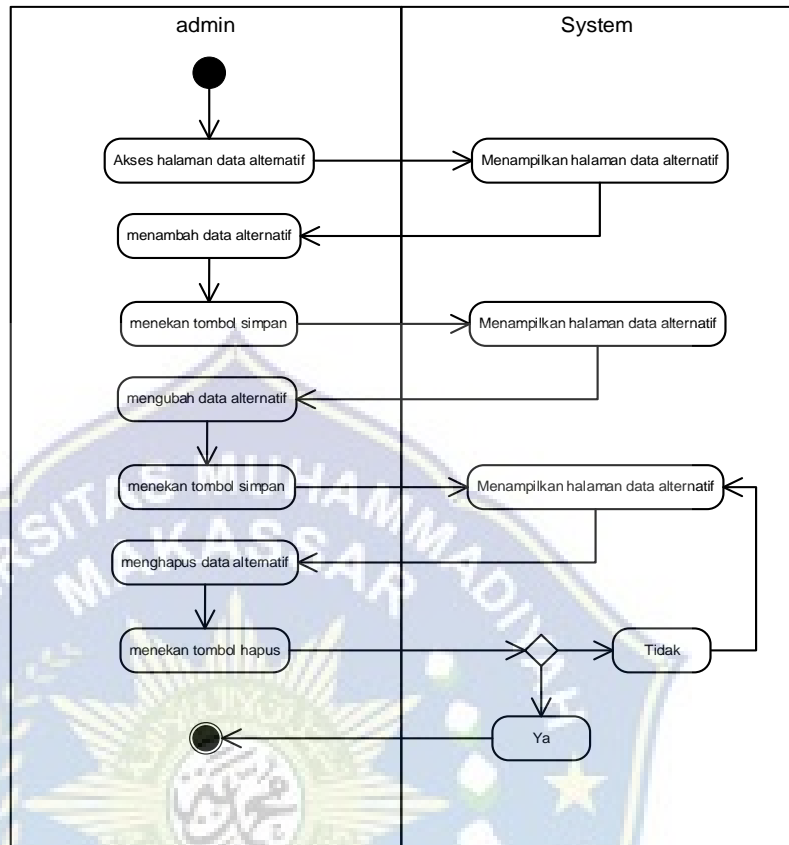 admin
System
Akses halaman data alternatif
Menampilkan halaman data alternatif
menambah data alternatif
menekan tombol simpan
Menampilkan halaman data alternatif
mengubah data alternatif
menekan tombol simpan
Menampilkan halaman data alternatif
menghapus data alternatif
menekan tombol hapus
Tidak
Ya
MUHAMMADIYAH
MAKASSAR